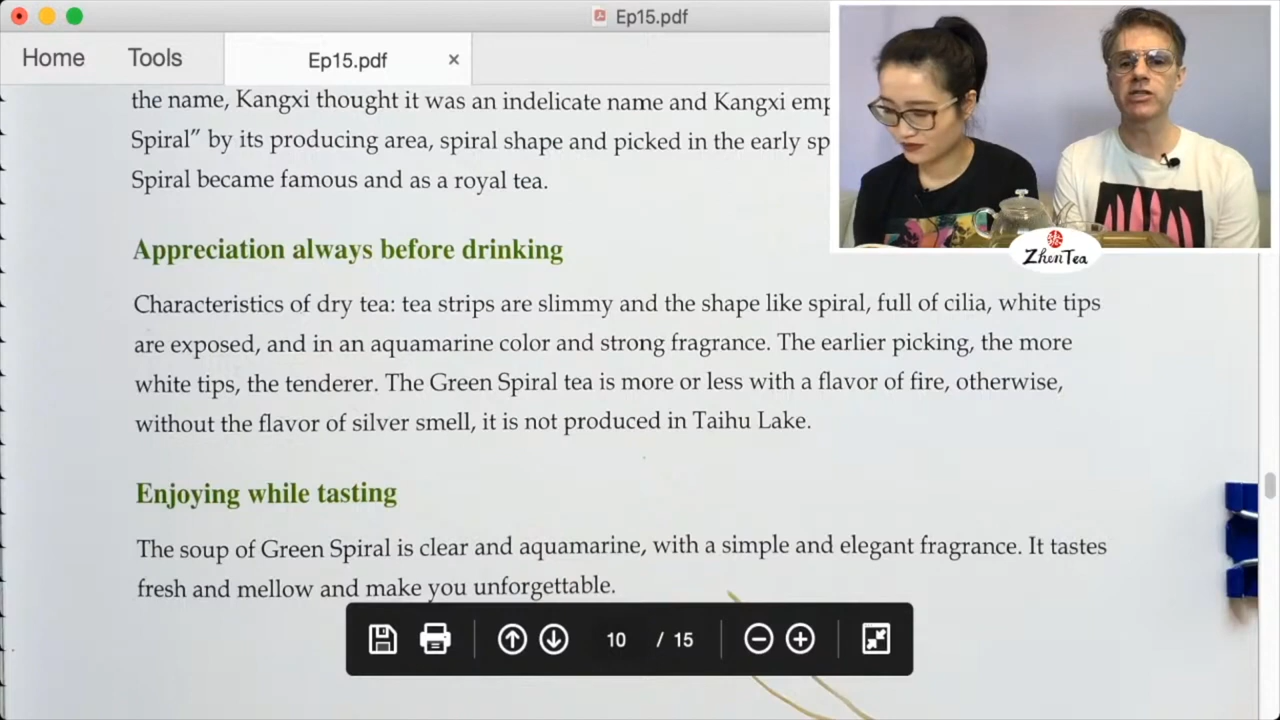 Ep15.pdf
Home
Tools
Ep15.pdf
the name, Kangxi thought it was an indelicate name and Kangxi emp
Spiral" by its producing area, spiral shape and picked in the early sp
Spiral became famous and as a royal tea.
Appreciation always before drinking
Characteristics of dry tea: tea strips are slimmy and the shape like spiral, full of cilia, white tips
are exposed, and in an aquamarine color and strong fragrance. The earlier picking, the more
white tips, the tenderer. The Green Spiral tea is more or less with a flavor of fire, otherwise,
without the flavor of silver smell, it is not produced in Taihu Lake.
Enjoying while tasting
The soup of Green Spiral is clear and aquamarine, with a simple and elegant fragrance. It tastes
fresh and mellow and make you unforgettable.
10 / 15
ZhenTea